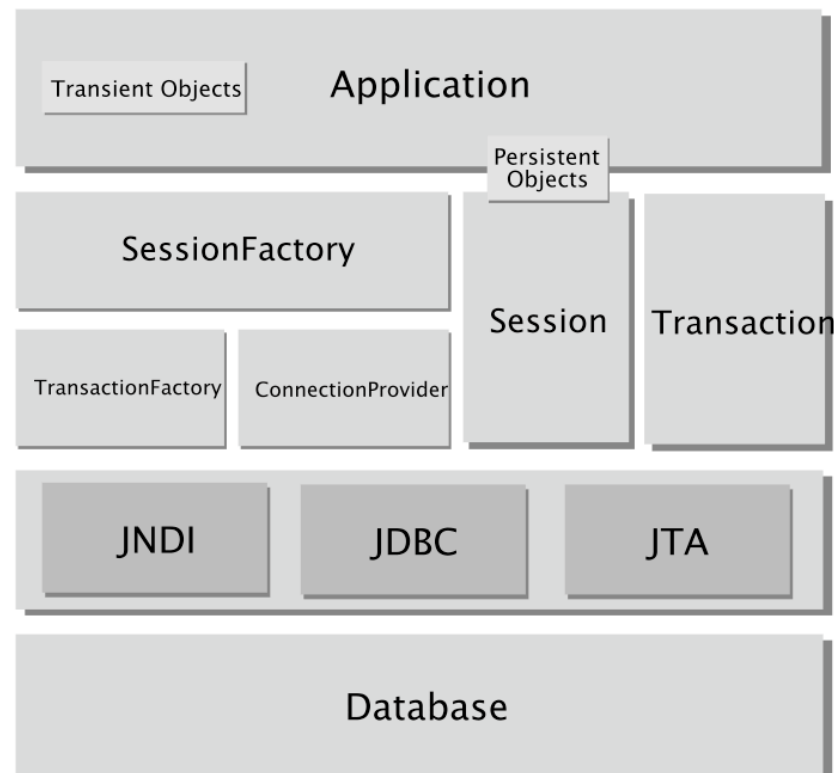 Transient Objects
Application
Persistent
Objects
SessionFactory
Session
Transaction
TransactionFactory
ConnectionProvider
JNDI
JDBC
JTA
Database